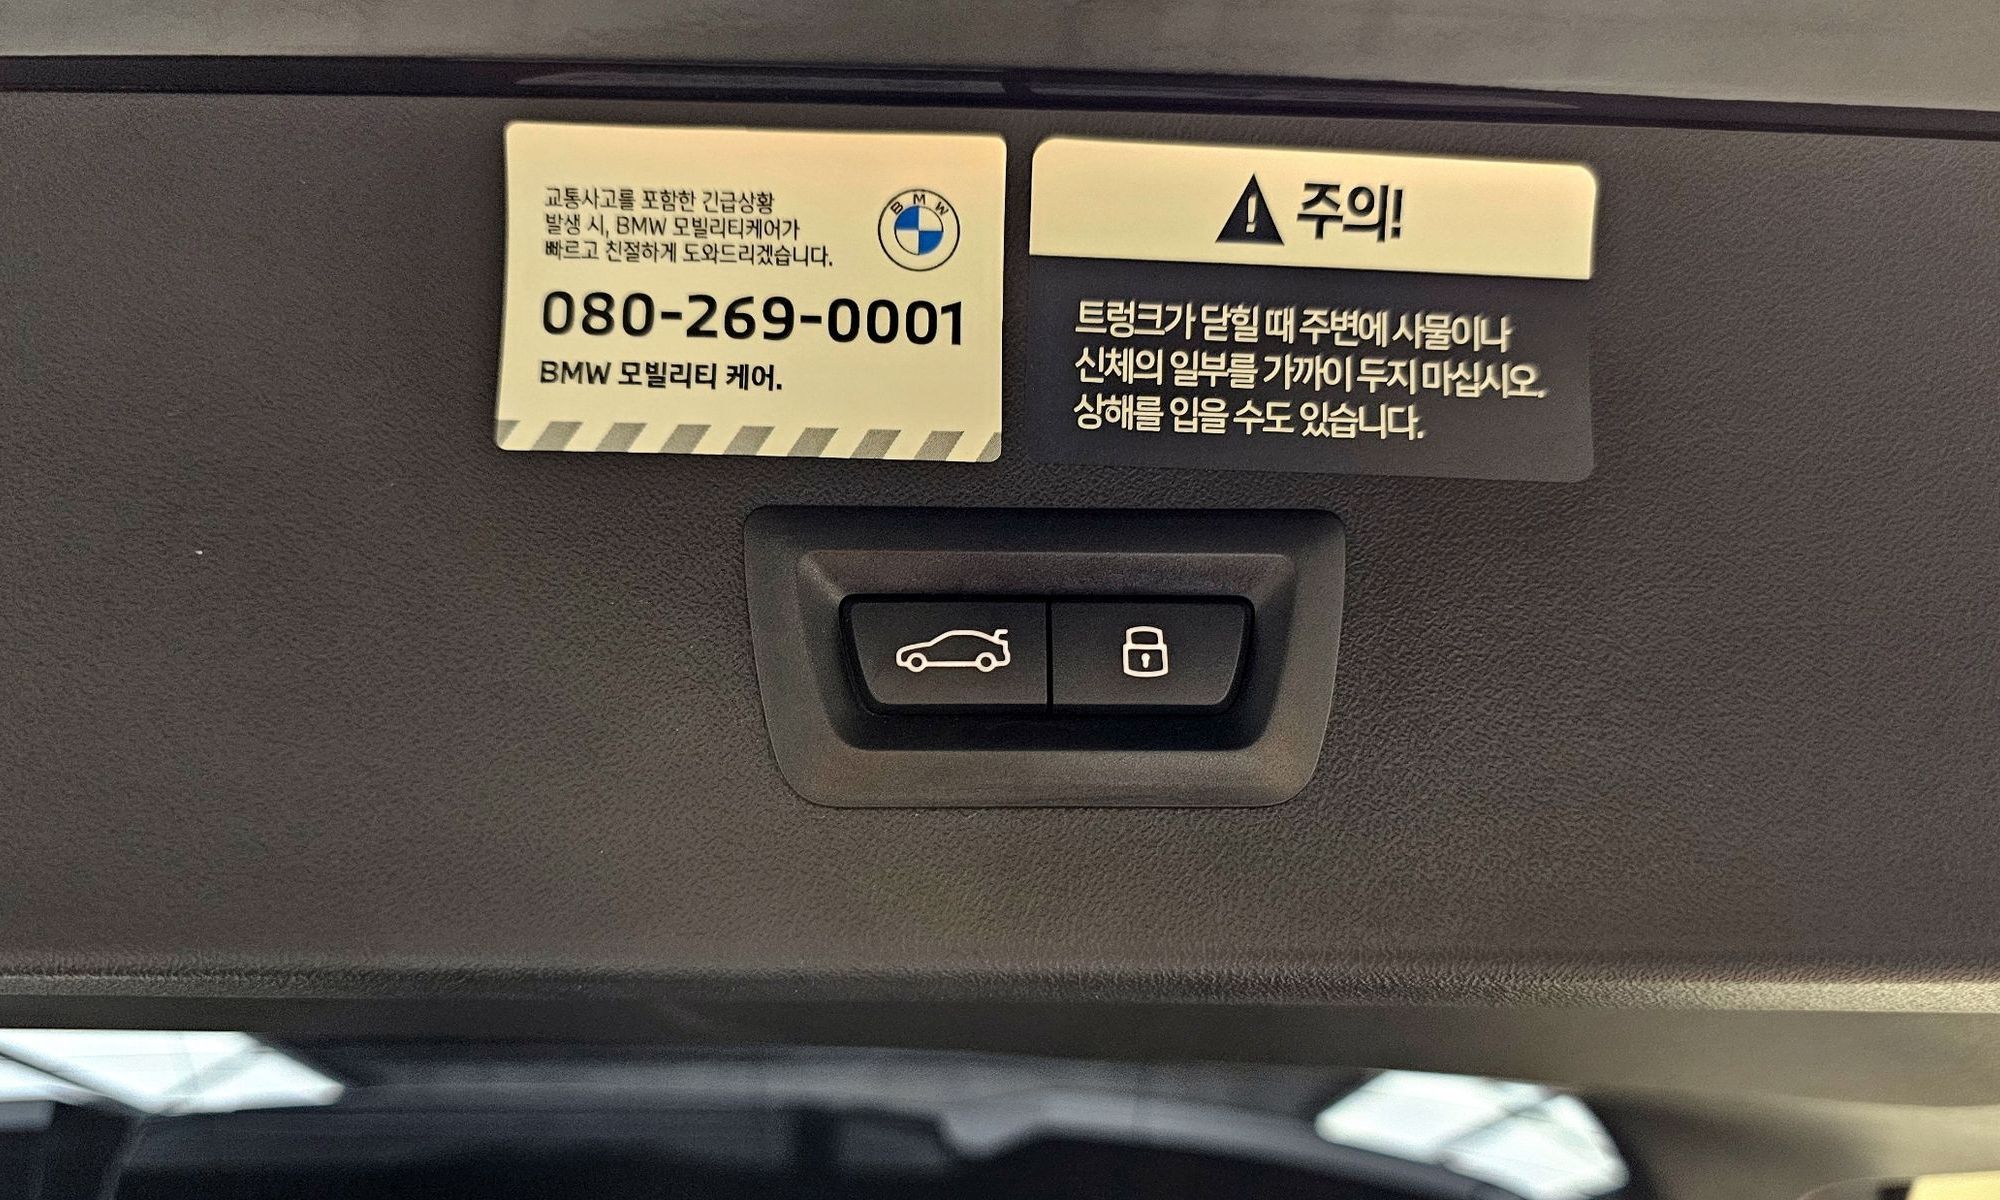 교통사고를 포함한 긴급상황
발생 시, BMW 모빌리티케어가
빠르고 친절하게 도와드리겠습니다.
BMW
080-269-0001
BMW 모빌리티 케어.
주의!
트렁크가 닫힐 때 주변에 사물이나
신체의 일부를 가까이 두지 마십시오.
상해를 입을 수도 있습니다.